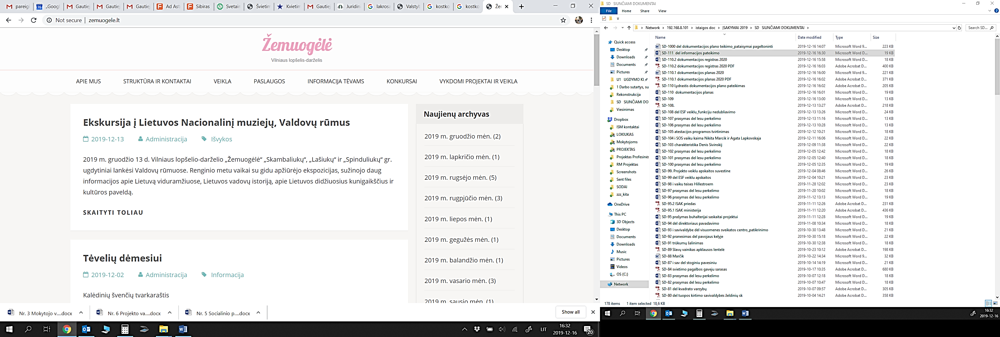 pareigi
16 „Googl
Gautiej
Gautiej
Gautiej
Ad Ast
Sibiras
Svetain
Švietim
Kvietim
Gautiej
Juridin
lakrosa
Valstyb
kostko
kostko
Žer
Not secure | zemuogele.lt
Žemuogėlė
Vilniaus lopšelis-darželis
APIE MUS STRUKTŪRA IR KONTAKTAI VEIKLA PASLAUGOS INFORMACIJA TĖVAMS KONKURSAI VYKDOMI PROJEKTAI IR VEIKLA
Ekskursija į Lietuvos Nacionalinį muziejų, Valdovų rūmus
2019-12-13 Administracija Išvykos
2019 m. gruodžio 13 d. Vilniaus lopšelio-darželio „Žemuogėlė“ „Skambaliukų“, „Lašiukų“ ir „Spinduliukų“ gr.
ugdytiniai lankėsi Valdovų rūmuose. Renginio metu vaikai su gidu apžiūrėjo ekspozicijas, sužinojo daug
informacijos apie Lietuvą viduramžiuose, Lietuvos vadovų istoriją, apie Lietuvos didžiuosius kunigaikščius ir
kultūros paveldą.
SKAITYTI TOLIAU
Tėvelių dėmesiui
2019-12-02 Administracija Informacija
Kalėdinių švenčių tvarkaraštis
Naujienų archyvas
2019 m. gruodžio mėn. (2)
2019 m. lapkričio mėn. (1)
2019 m. rugsėjo mėn. (5)
2019 m. rugpjūčio mėn. (3)
2019 m. liepos mėn. (1)
2019 m. gegužės mėn. (1)
2019 m. balandžio mėn. (1)
2019 m. vasario mėn. (3)
2019 m. sausio mėn. (1)
Nr. 3 Mokytojo v....docx
Nr. 6 Projekto va....docx
Nr. 5 Socialinio p....docx
Show all
LIT
16:32
2019-12-16
20
SD SIUNČIAMI DOKUMENTAI
File Home Share View
Network › 192.168.8.101 › istaigos doc › ĮSAKYMAI 2019 › SD SIUNČIAMI DOKUMENTAI ›
Search SD...
Quick access
Desktop
Downloads
Documents
Pictures
U1 UGDYMO KI
1 Darbo sutartys, su
Rekonstrukcija
SD SIUNČIAMI DO
Viesinimas
Dropbox
ISM kontaktai
LOKIUKAS
Mokytojoms
PROJEKTAS
Projektas Profesinės
RM Projektas
Screenshots
Sent files
SODAI
zzz_kita
OneDrive
This PC
3D Objects
Desktop
Documents
Downloads
Music
Pictures
Videos
OS (C:)
Network
Name Date modified Type Size
SD-1000 del dokumentacijos plano teikimo_pataisymai pageltoninti 2019-12-16 14:07 Microsoft Word 9... 223 KB
SD-111 del informacijos pateikimo 2019-12-16 16:30 Microsoft Word D... 19 KB
SD-110.2 dokumentacijos registras 2020 2019-12-16 15:58 Microsoft Word D... 18 KB
SD-110.2 dokumentacijos registras 2020 PDF 2019-12-16 16:03 Adobe Acrobat D... 400 KB
SD-110.1 dokumentacijos planas 2020 2019-12-16 16:00 Microsoft Word 9... 221 KB
SD-110.1 dokumentacijos planas 2020 PDF 2019-12-16 16:02 Adobe Acrobat D... 371 KB
SD-110 Lydrastis dokumentacijos plano pateikimas 2019-12-16 16:02 Adobe Acrobat D... 205 KB
SD-110 dokumentacijos planas 2019-12-16 16:01 Microsoft Word D... 19 KB
SD-109 2019-12-16 13:00 Microsoft Word D... 13 KB
SD-108. 2019-12-13 13:27 Adobe Acrobat D... 218 KB
SD-108 del ESF veiklu_funkciju nedubliavimo 2019-12-13 13:26 Microsoft Word D... 24 KB
SD-107 prasymas del lesu perkelimo 2019-12-13 11:16 Microsoft Word D... 13 KB
SD-106 prasymas del lesu perkelimo 2019-12-13 10:28 Microsoft Word D... 13 KB
SD-105 atestacijos programos tvirtinimas 2019-12-12 10:21 Microsoft Word D... 18 KB
SD-104 i SOS vaiku kaima Nikita Marcik ir Agata Lapkovskaja 2019-12-11 16:06 Microsoft Word D... 22 KB
SD-103 charakteristika Denis Sivinskij 2019-12-09 11:38 Microsoft Word D... 22 KB
SD-102 prasymas del lesu perkelimo 2019-12-05 12:42 Microsoft Word D... 18 KB
SD-101 prasymas del lesu perkelimo 2019-12-05 12:40 Microsoft Word D... 18 KB
SD-100 prasymas del lesu perkelimo 2019-12-05 12:35 Microsoft Word D... 19 KB
SD-99. Projekto veiklu apskaitos suvestine 2019-12-04 08:46 Microsoft Word D... 26 KB
SD-99 del ESF veiklu apskaitos 2019-12-04 10:21 Microsoft Word D... 23 KB
SD-98 i vaiku teises Hillestroem 2019-11-28 12:02 Microsoft Word D... 23 KB
SD-97 prasymas del lesu perkelimo 2019-11-20 10:02 Microsoft Word D... 18 KB
SD-96 prasymas del lesu perkelimo 2019-11-12 13:13 Microsoft Word D... 19 KB
SD-95.2 ISAK priedas 2019-11-11 12:26 Adobe Acrobat D... 231 KB
SD-95.1 ISAK ministerija 2019-11-11 12:20 Adobe Acrobat D... 436 KB
SD-95 prašymas buhalterijai saskaitai projektui 2019-11-11 12:28 Microsoft Word D... 19 KB
SD-94 dėl direktoriaus pavadavimo 2019-11-08 10:34 Microsoft Word D... 18 KB
SD-93 i savivaldybe dėl visuomenes sveikatos centro_patikrinimo 2019-10-30 13:48 Microsoft Word D... 21 KB
SD-92 pranesimas del pavojaus kelyje 2019-10-30 15:18 Microsoft Word D... 22 KB
SD-91 trūkumų šalinimas 2019-10-30 12:38 Microsoft Word D... 18 KB
SD-89 Slavų vainikas apklausos lentelė 2019-10-23 10:12 Adobe Acrobat D... 198 KB
SD-88 Marčik 2019-10-22 14:34 Microsoft Word 9... 32 KB
SD-87 i sav del stoginiu pavesiniu 2019-10-14 14:19 Microsoft Word D... 21 KB
SD-84 svietimo pagalbos gaveju sarasas 2019-10-17 10:35 Adobe Acrobat D... 680 KB
SD-83 prasymas del lesu perkelimo 2019-10-07 12:18 Microsoft Word D... 18 KB
SD-82 prasymas del lesu perkelimo 2019-10-07 10:47 Microsoft Word D... 18 KB
SD-81 del kvadrato varzybų 2019-10-07 09:57 Adobe Acrobat D... 305 KB
SD-80 del tuopos kirtimo savivaldybės želdinių sk 2019-10-04 14:21 Adobe Acrobat D... 358 KB
178 items 1 item selected 18,6 KB
16:32
2019-12-16